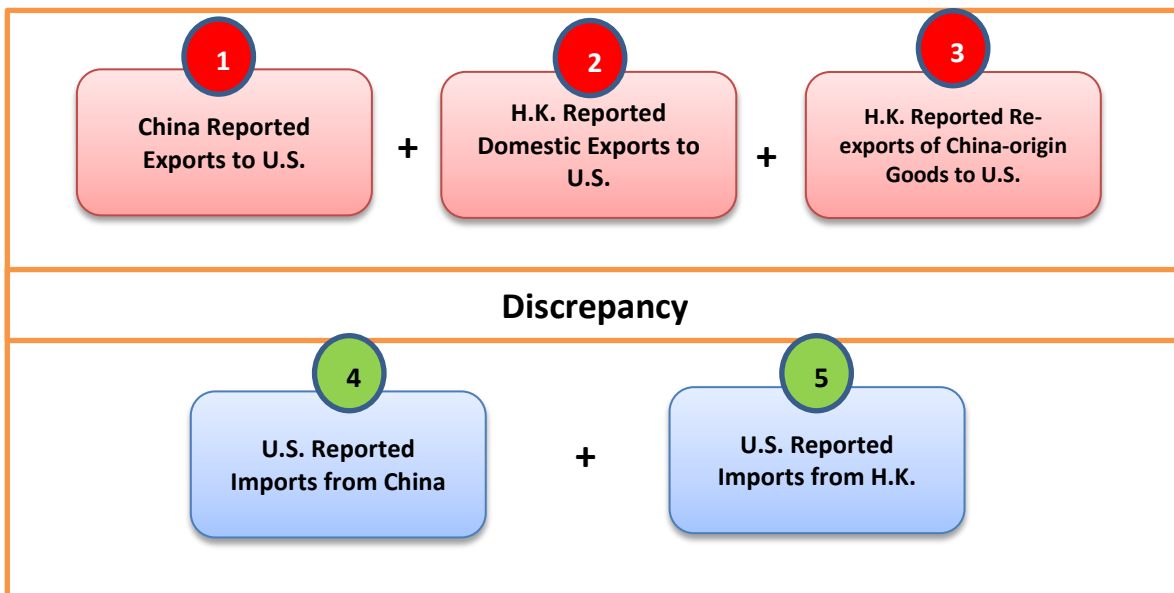 1
China Reported
Exports to U.S.
+
2
H.K. Reported
Domestic Exports to
U.S.
+
3
H.K. Reported Re-
exports of China-origin
Goods to U.S.
Discrepancy
4
U.S. Reported
Imports from China
+
5
U.S. Reported
Imports from H.K.